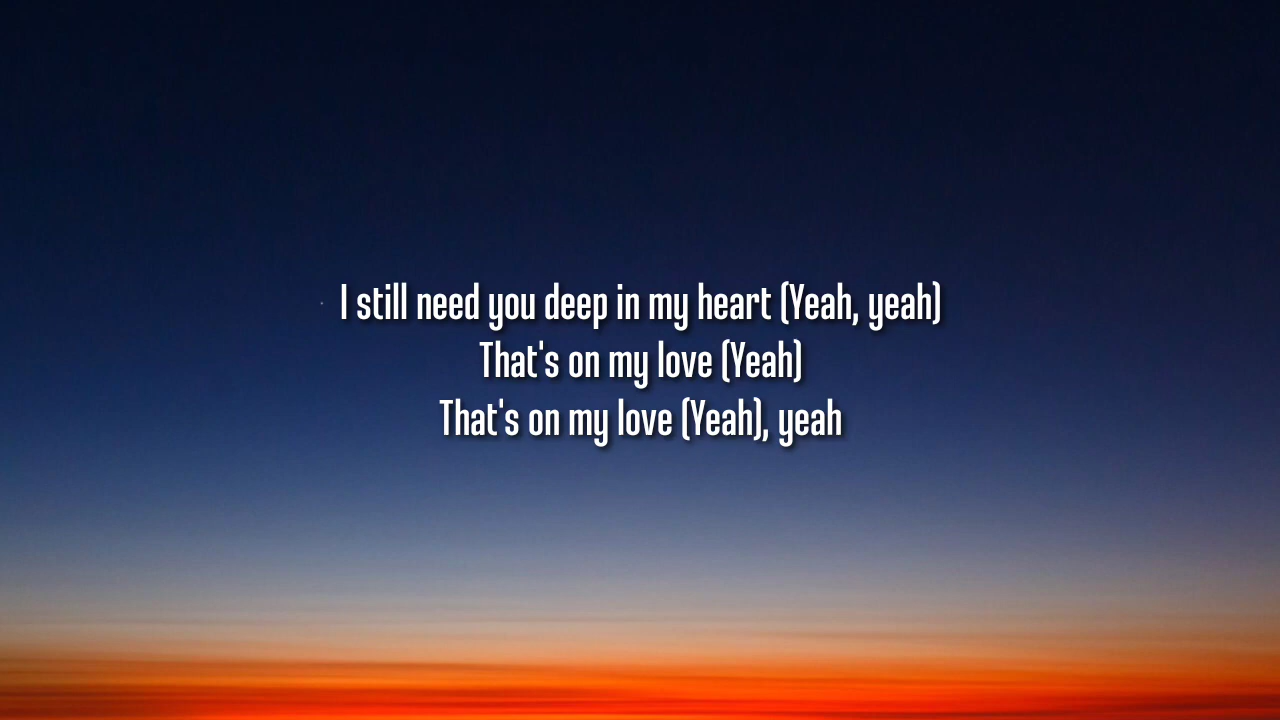 I still need you deep in my heart (Yeah, yeah)
That's on my love (Yeah)
That's on my love (Yeah), yeah